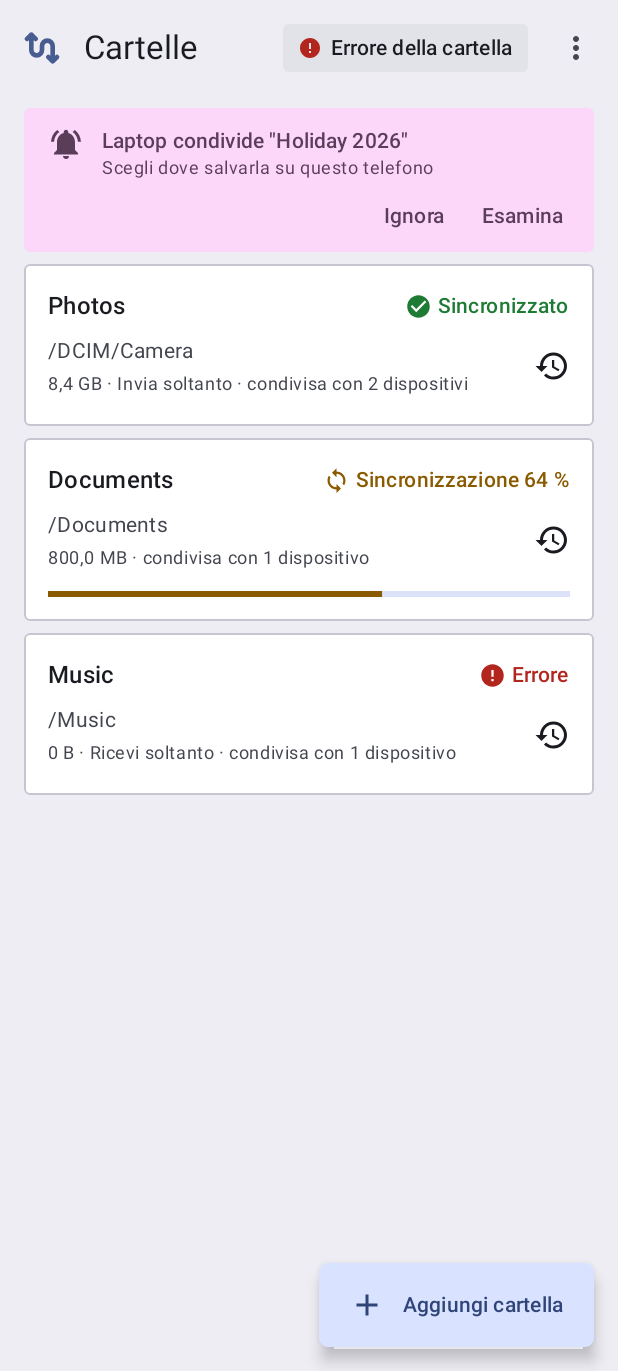 Cartelle
Errore della cartella
Laptop condivide "Holiday 2026"
Scegli dove salvarla su questo telefono
Ignora
Esamina
Photos
Sincronizzato
/DCIM/Camera
8,4 GB · Invia soltanto · condivisa con 2 dispositivi
Documents
Sincronizzazione 64 %
/Documents
800,0 MB · condivisa con 1 dispositivo
Music
Errore
/Music
0 B · Ricevi soltanto · condivisa con 1 dispositivo
Aggiungi cartella